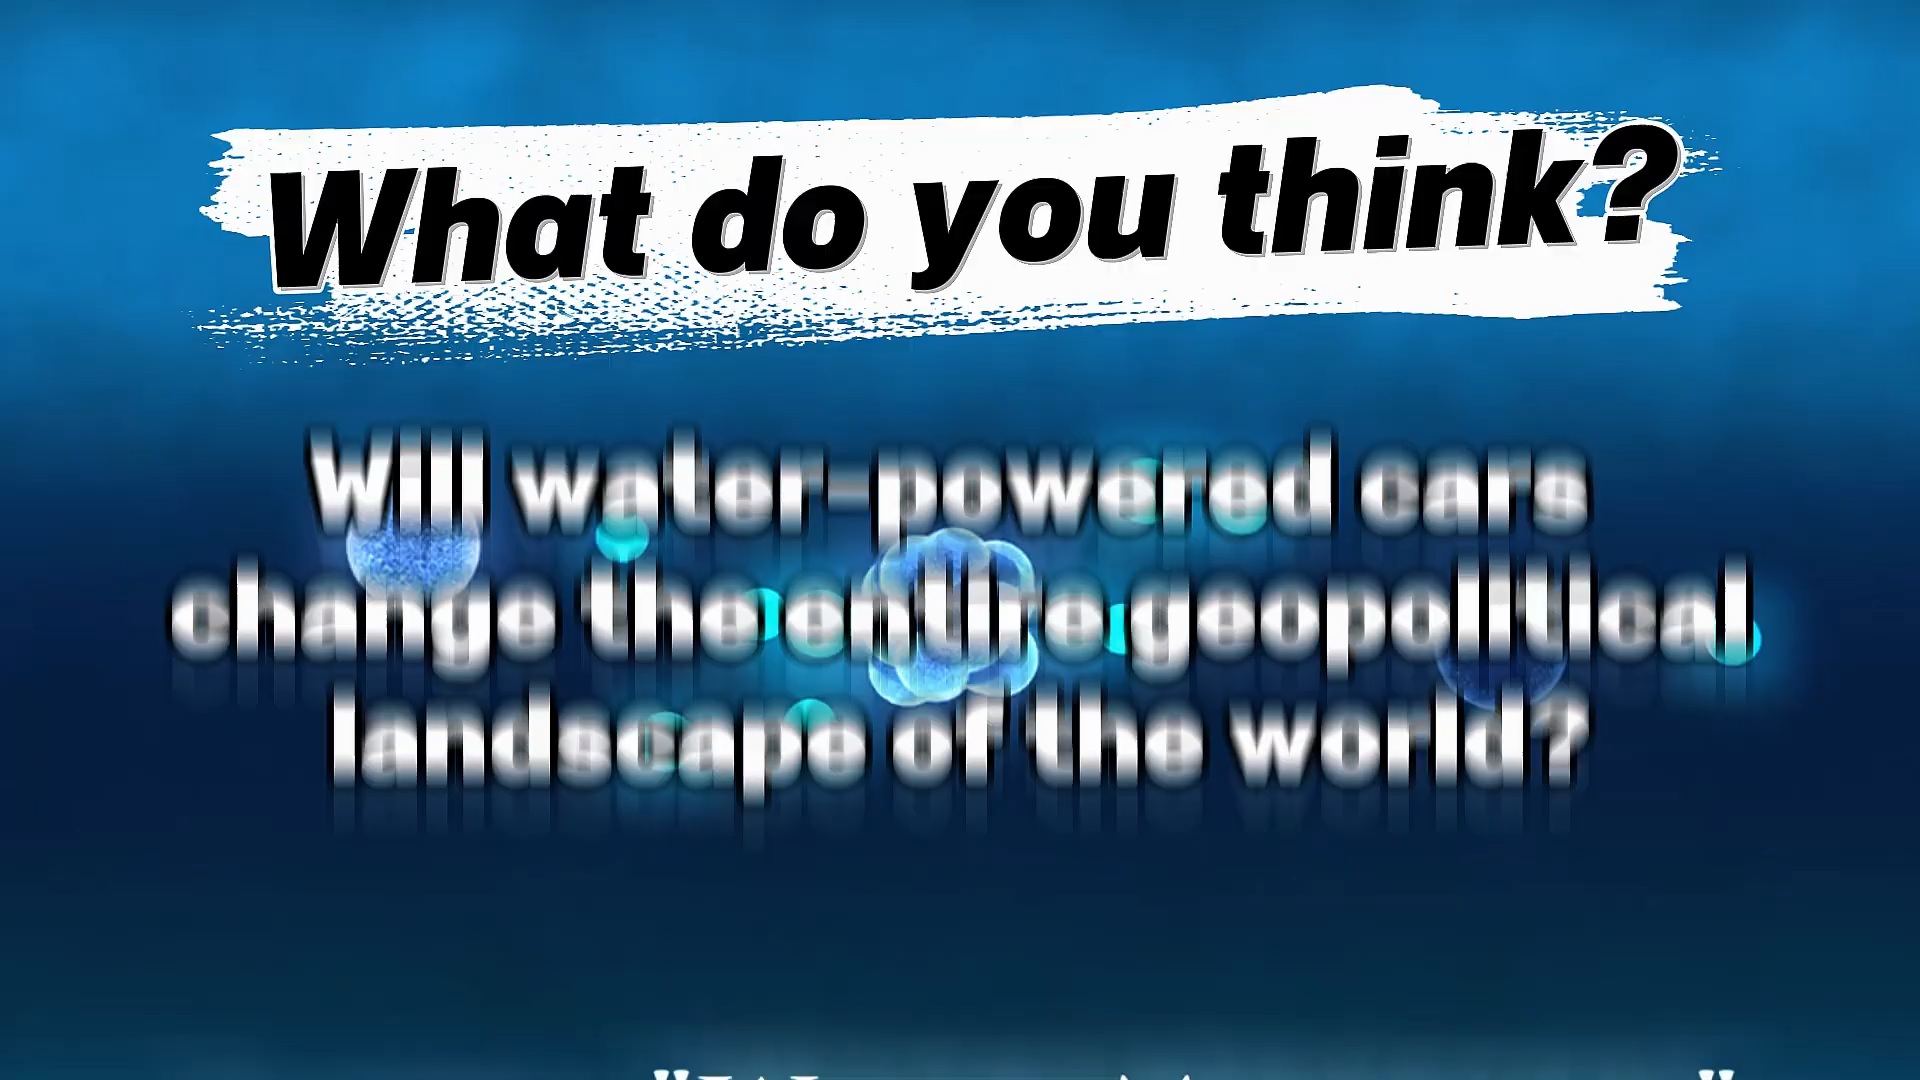 What do you think?
Will water-powered cars
change the entire geopolitical
landscape of the world?